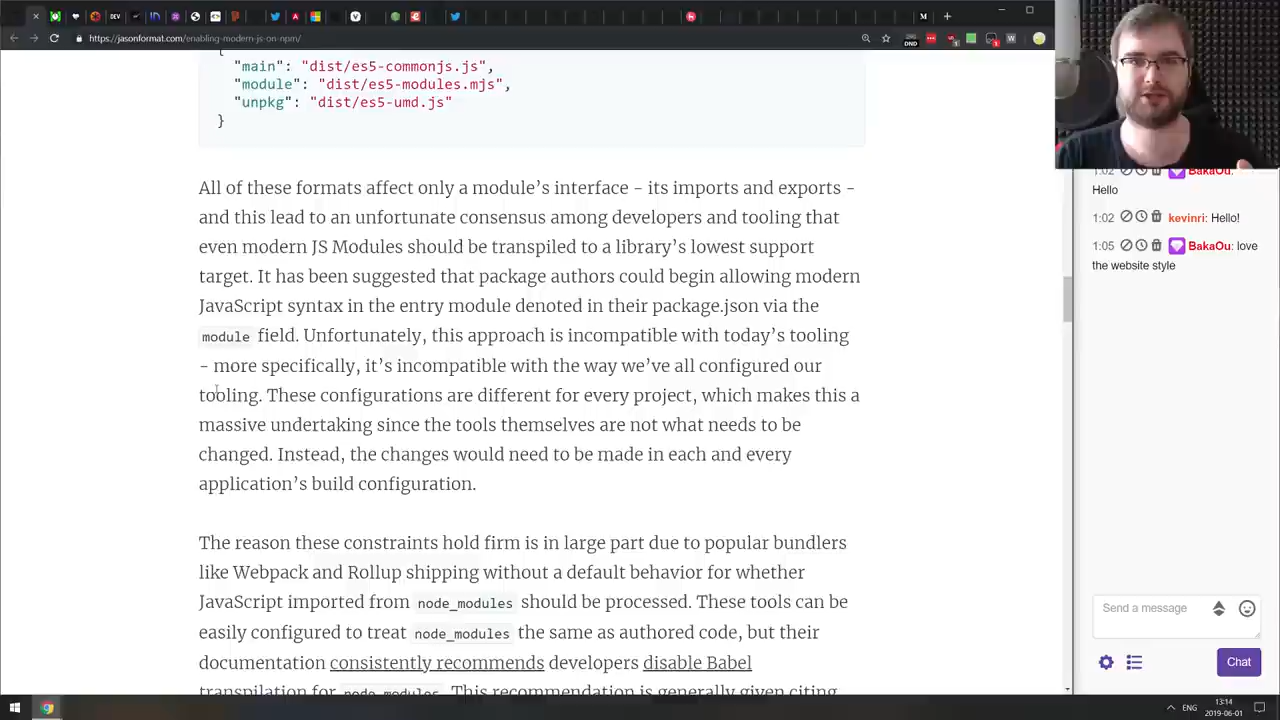 DEV
https://jasonformat.com/enabling-modern-js-on-npm/
{
"main": "dist/es5-commonjs.js",
"module": "dist/es5-modules.mjs",
"unpkg": "dist/es5-umd.js"
}
All of these formats affect only a module's interface - its imports and exports -
and this lead to an unfortunate consensus among developers and tooling that
even modern JS Modules should be transpiled to a library's lowest support
target. It has been suggested that package authors could begin allowing modern
JavaScript syntax in the entry module denoted in their package.json via the
module field. Unfortunately, this approach is incompatible with today's tooling
- more specifically, it's incompatible with the way we've all configured our
tooling. These configurations are different for every project, which makes this a
massive undertaking since the tools themselves are not what needs to be
changed. Instead, the changes would need to be made in each and every
application's build configuration.
The reason these constraints hold firm is in large part due to popular bundlers
like Webpack and Rollup shipping without a default behavior for whether
JavaScript imported from node_modules should be processed. These tools can be
easily configured to treat node_modules the same as authored code, but their
documentation consistently recommends developers disable Babel
transpilation for node_modules. This recommendation is generally given citing
1:02 BakaOu:
Hello
1:02 kevinri: Hello!
1:05 BakaOu: love
the website style
Send a message
Chat
ENG
13:14
2019-06-01